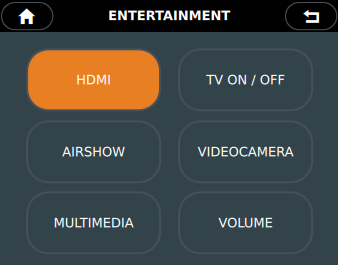 ENTERTAINMENT
HDMI
TV ON / OFF
AIRSHOW
VIDEOCAMERA
MULTIMEDIA
VOLUME